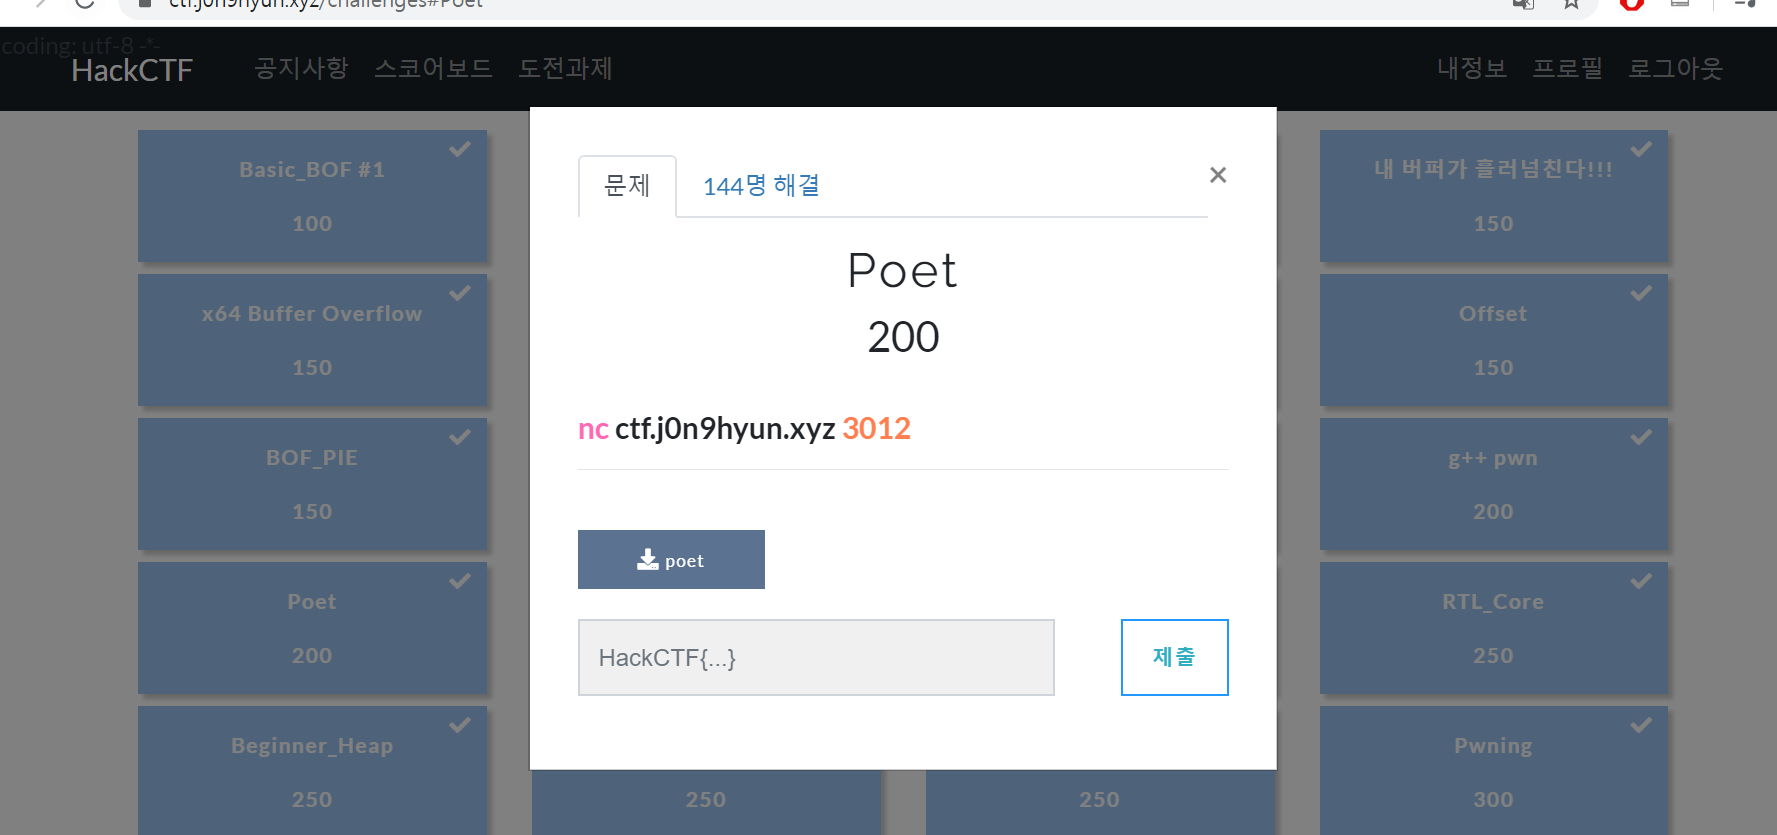 ctf.j0n9hyun.xyz/challenges#Poet
coding: utf-8 -*-
HackCTF 공지사항 스코어보드 도전과제 내정보 프로필 로그아웃
Basic_BOF #1
100
내 버퍼가 흘러넘친다!!!
150
x64 Buffer Overflow
150
Offset
150
BOF_PIE
150
g++ pwn
200
Poet
200
RTL_Core
250
Beginner_Heap
250
250
250
Pwning
300
문제 144명 해결 ×
Poet
200
nc ctf.j0n9hyun.xyz 3012
poet
HackCTF{...} 제출